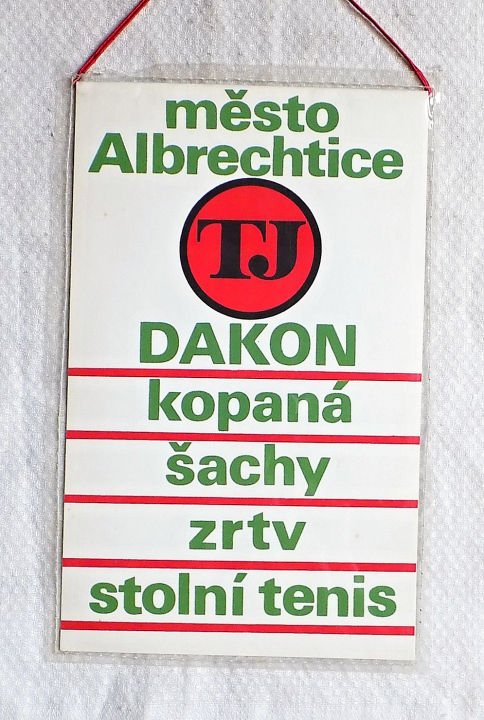 město
Albrechtice
TJ
DAKON
kopaná
šachy
zrtv
stolní tenis